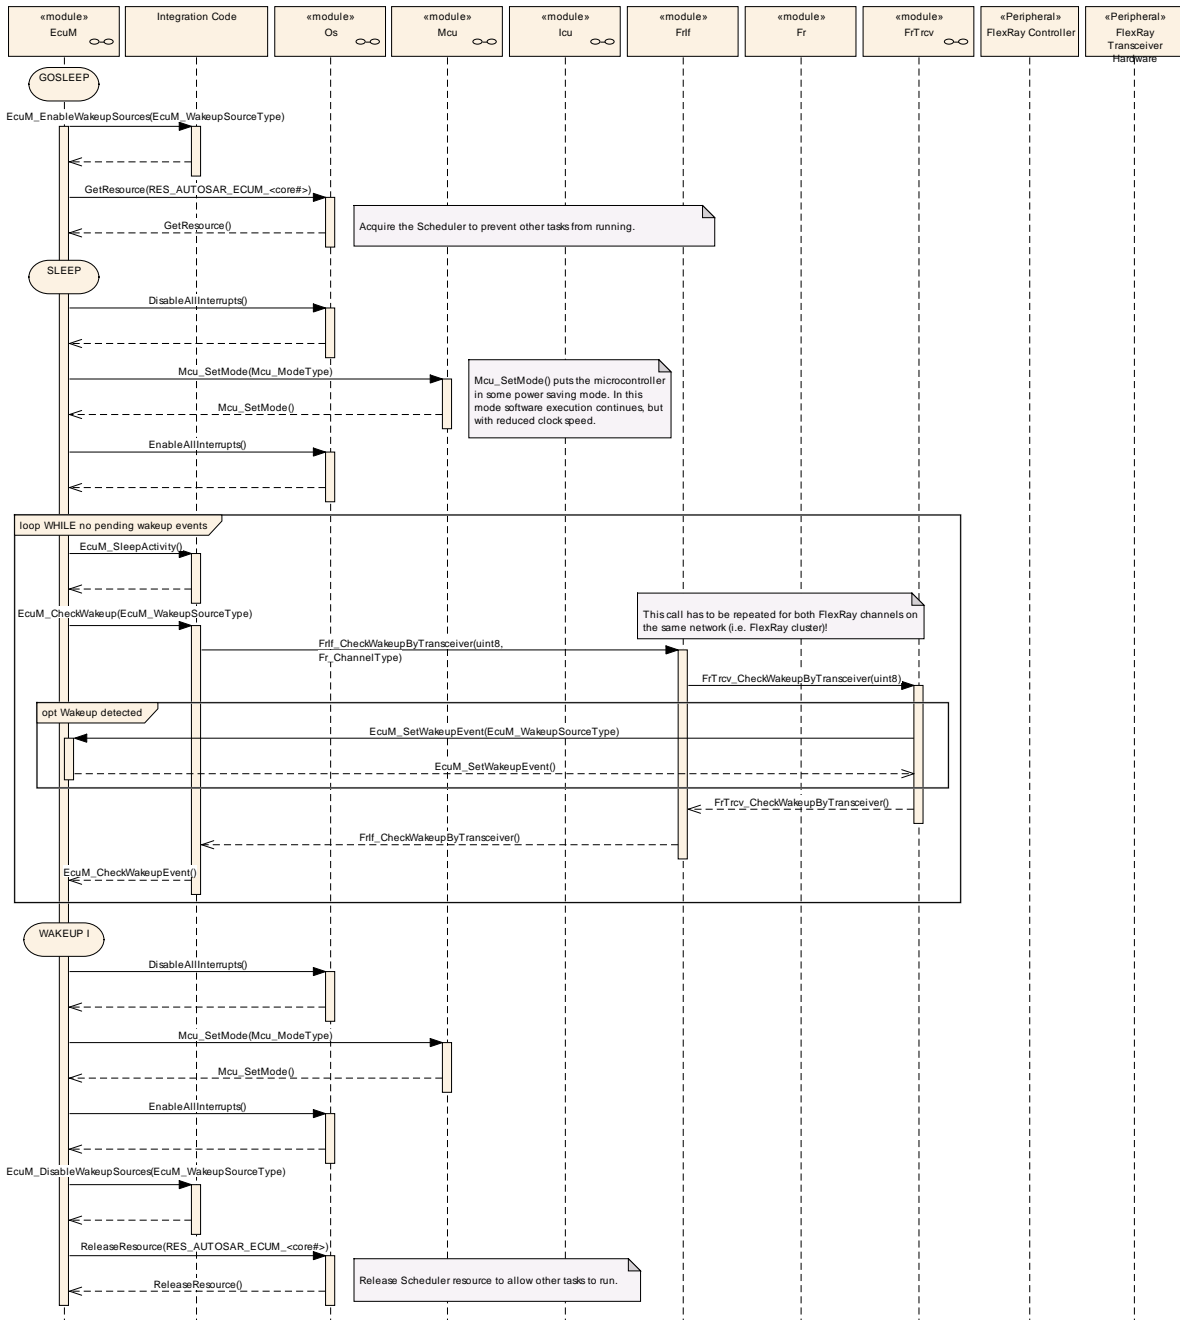 «module»
EcuM
Integration Code
«module»
Os
«module»
Mcu
«module»
Icu
«module»
FrIf
«module»
Fr
«module»
FrTrcv
«Peripheral»
FlexRay Controller
«Peripheral»
FlexRay
Transceiver
Hardware
GOSLEEP
EcuM_EnableWakeupSources(EcuM_WakeupSourceType)
GetResource(RES_AUTOSAR_ECUM_<core#>)
GetResource()
Acquire the Scheduler to prevent other tasks from running.
SLEEP
DisableAllInterrupts()
Mcu_SetMode(Mcu_ModeType)
Mcu_SetMode()
Mcu_SetMode() puts the microcontroller
in some power saving mode. In this
mode software execution continues, but
with reduced clock speed.
EnableAllInterrupts()
loop WHILE no pending wakeup events
EcuM_SleepActivity()
EcuM_CheckWakeup(EcuM_WakeupSourceType)
This call has to be repeated for both FlexRay channels on
the same network (i.e. FlexRay cluster)!
FrIf_CheckWakeupByTransceiver(uint8,
Fr_ChannelType)
FrTrcv_CheckWakeupByTransceiver(uint8)
opt Wakeup detected
EcuM_SetWakeupEvent(EcuM_WakeupSourceType)
EcuM_SetWakeupEvent()
FrTrcv_CheckWakeupByTransceiver()
FrIf_CheckWakeupByTransceiver()
EcuM_CheckWakeupEvent()
WAKEUP I
DisableAllInterrupts()
Mcu_SetMode(Mcu_ModeType)
Mcu_SetMode()
EnableAllInterrupts()
EcuM_DisableWakeupSources(EcuM_WakeupSourceType)
ReleaseResource(RES_AUTOSAR_ECUM_<core#>)
ReleaseResource()
Release Scheduler resource to allow other tasks to run.